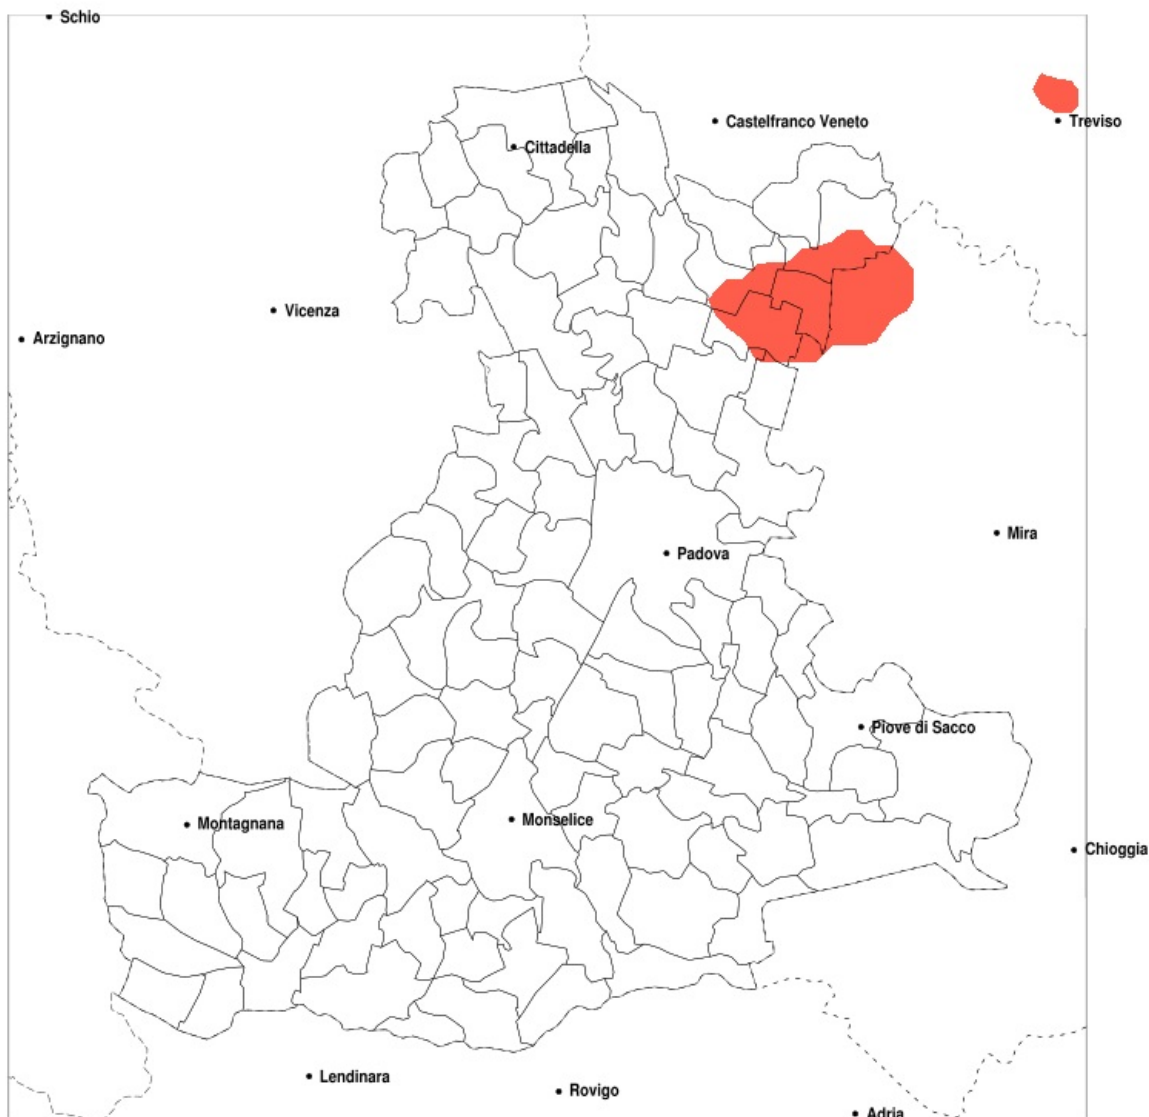 Schio
Castelfranco Veneto
Treviso
Cittadella
Vicenza
Arzignano
Mira
Padova
Piove di Sacco
Montagnana
Monselice
Chioggia
Lendinara
Rovigo
Adria